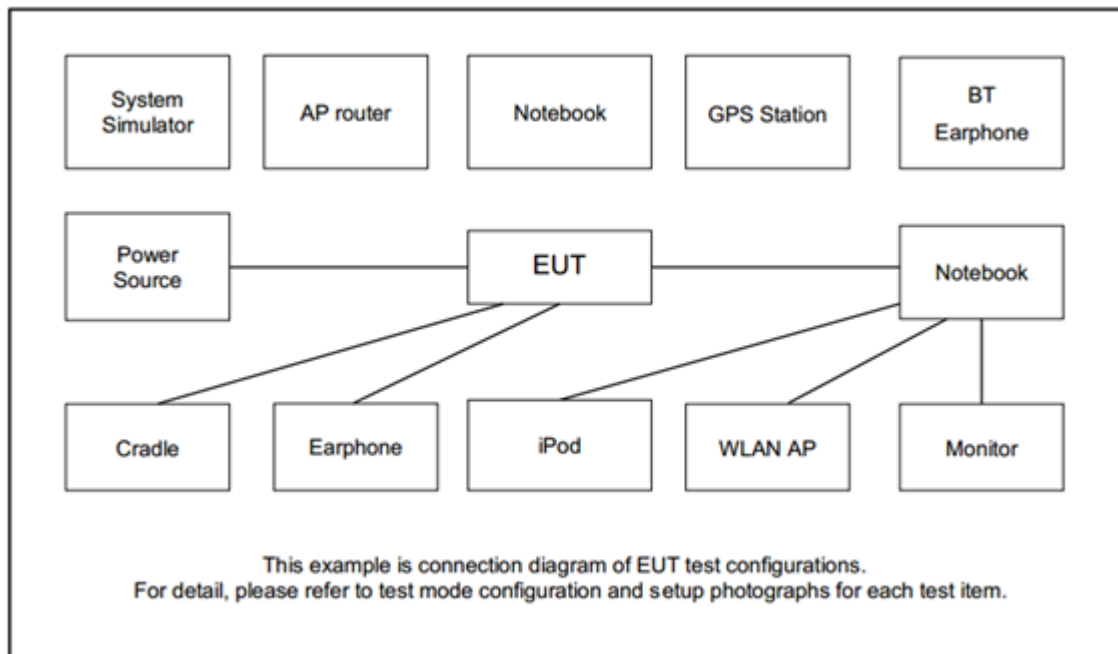 System
Simulator
AP router
Notebook
GPS Station
BT
Earphone
Power
Source
EUT
Notebook
Cradle
Earphone
iPod
WLAN AP
Monitor
This example is connection diagram of EUT test configurations.
For detail, please refer to test mode configuration and setup photographs for each test item.